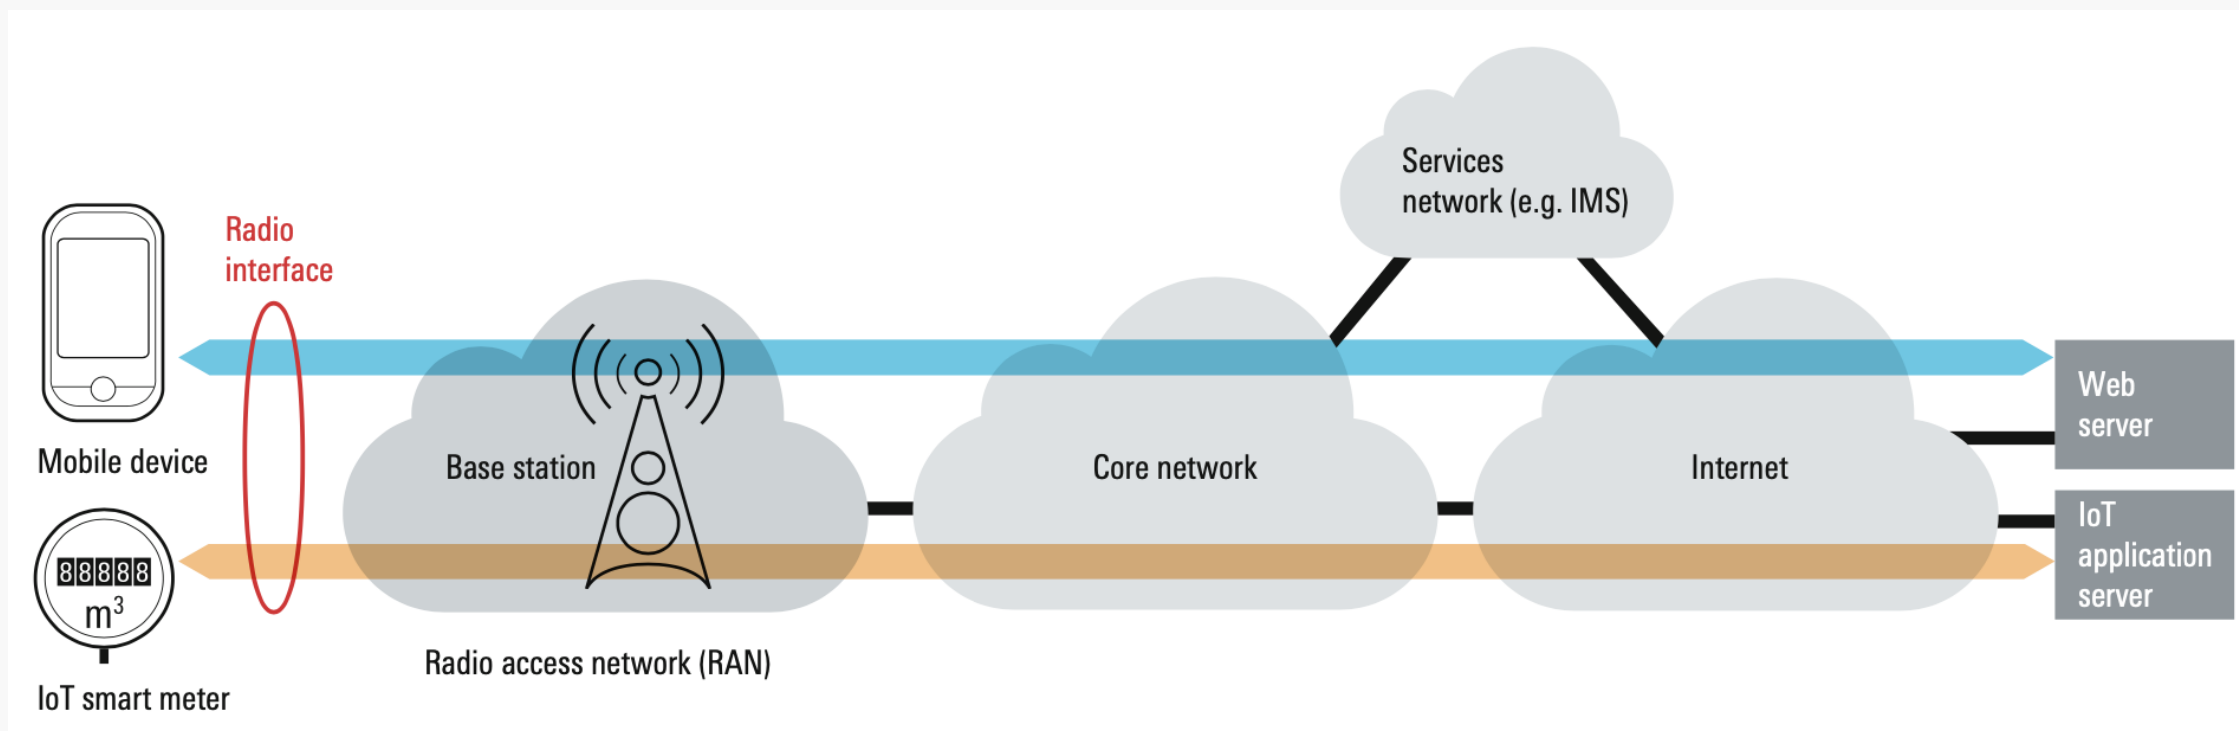 Services
network (e.g. IMS)
Radio
interface
Web
server
Mobile device
Base station
Core network
Internet
IoT
application
server
88888
m³
Radio access network (RAN)
IoT smart meter